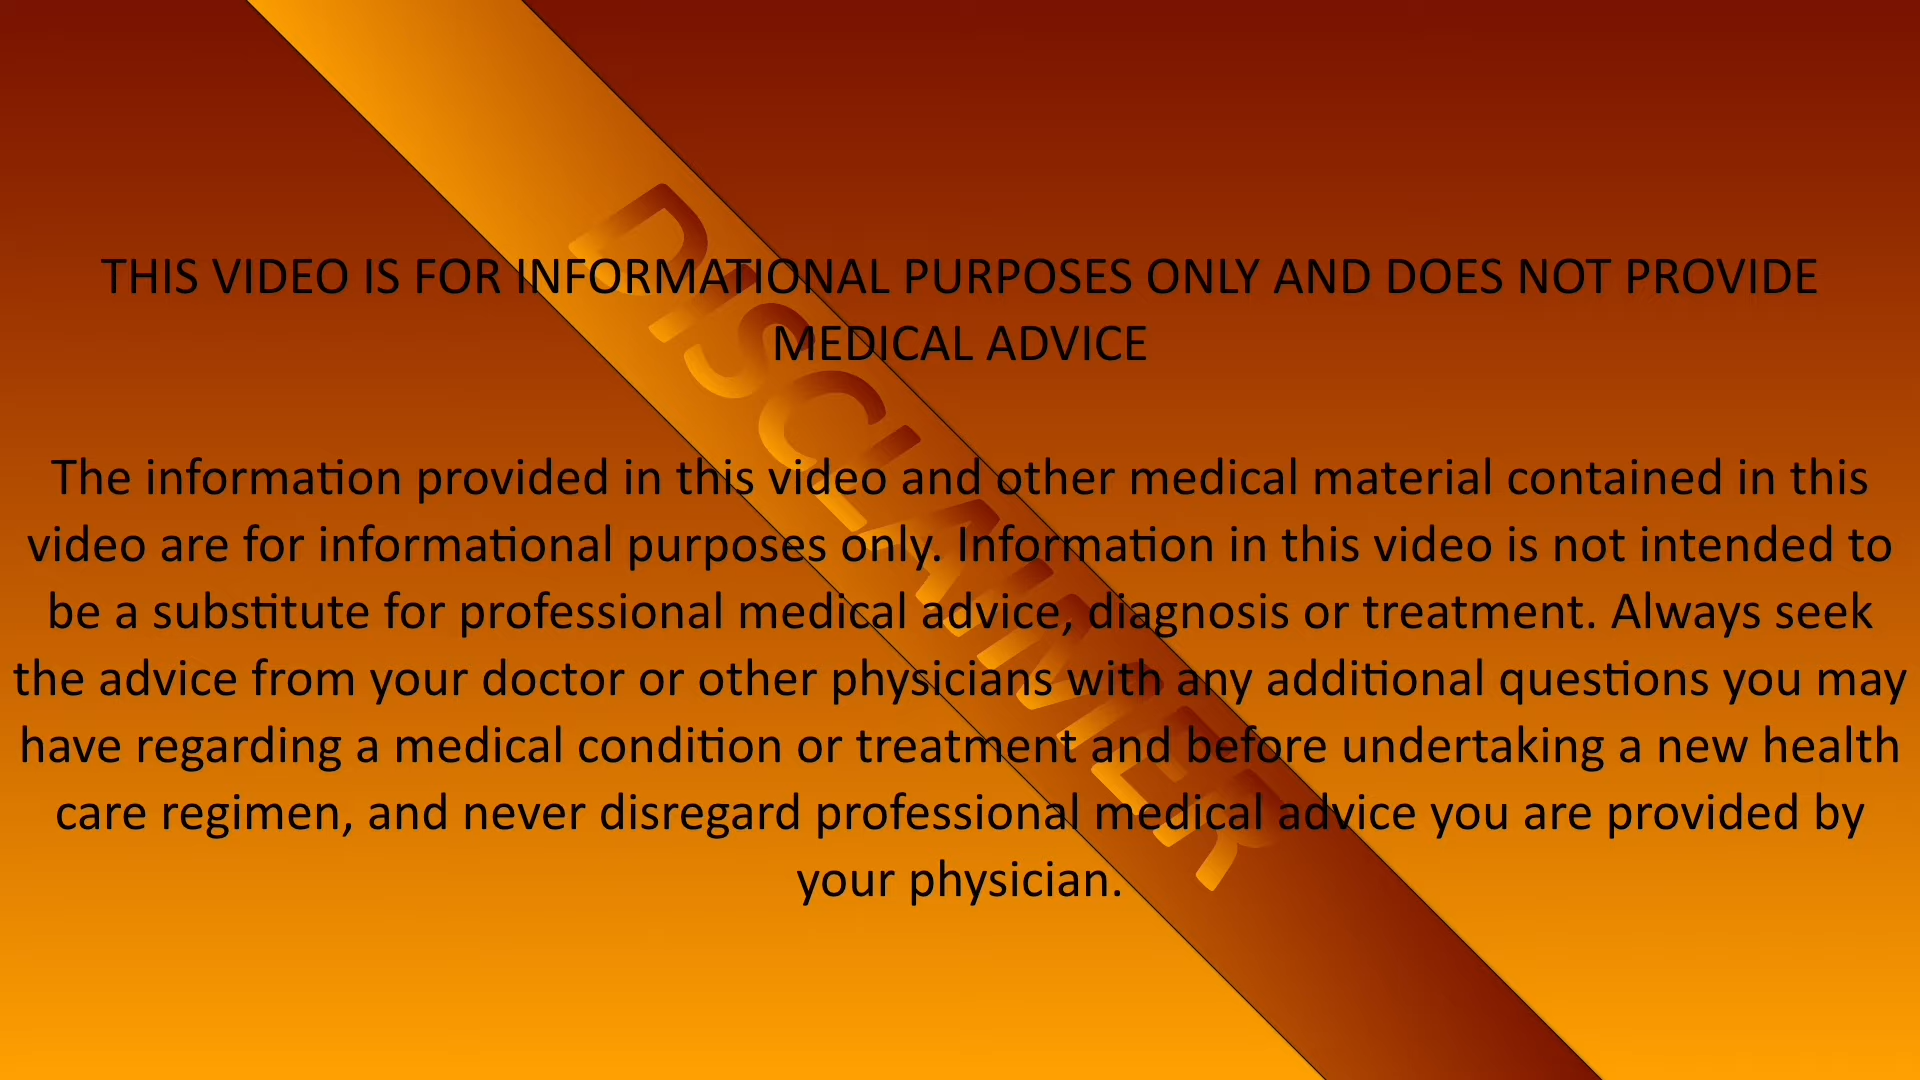 DISCLAIMER
THIS VIDEO IS FOR INFORMATIONAL PURPOSES ONLY AND DOES NOT PROVIDE
MEDICAL ADVICE
The information provided in this video and other medical material contained in this
video are for informational purposes only. Information in this video is not intended to
be a substitute for professional medical advice, diagnosis or treatment. Always seek
the advice from your doctor or other physicians with any additional questions you may
have regarding a medical condition or treatment and before undertaking a new health
care regimen, and never disregard professional medical advice you are provided by
your physician.